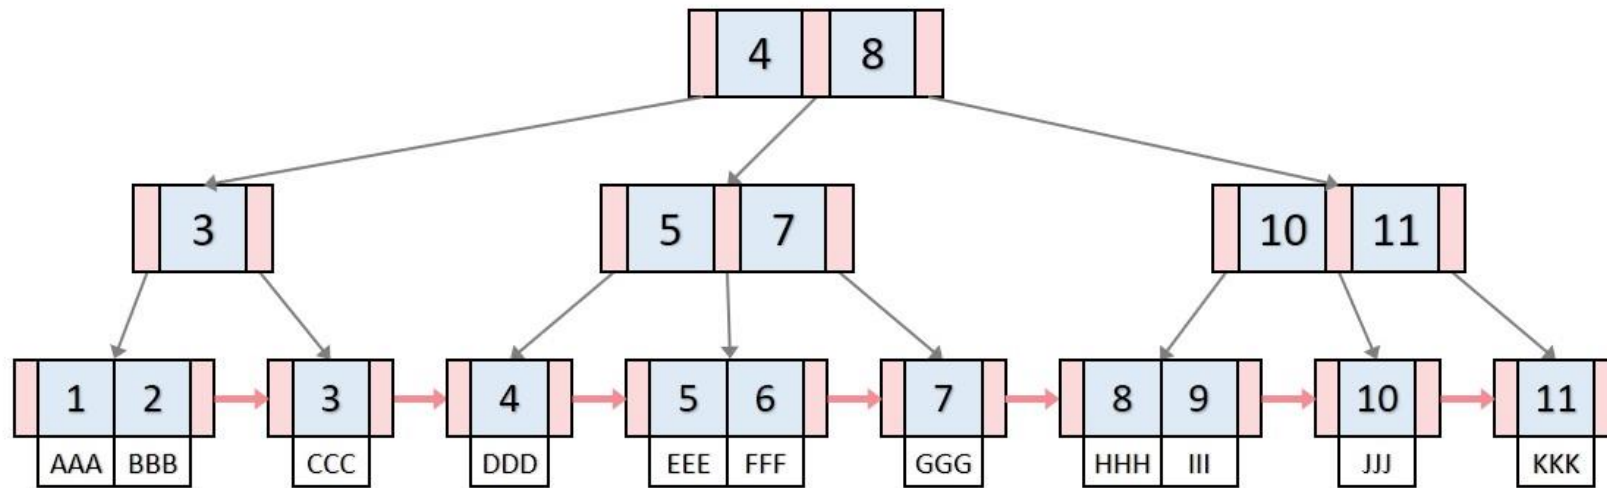 4 8
3 5 7 10 11
1 2 3 4 5 6 7 8 9 10 11
AAA BBB CCC DDD EEE FFF GGG HHH III JJJ KKK